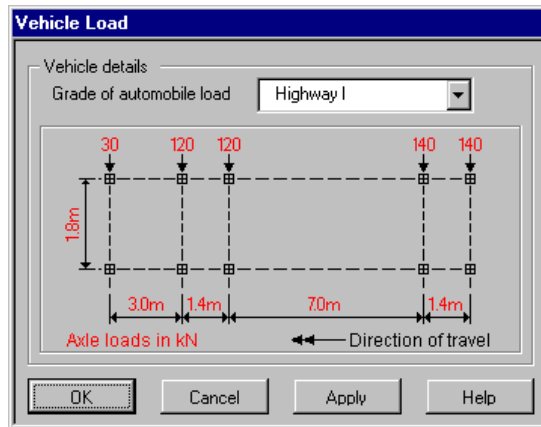 Vehicle Load
Vehicle details
Grade of automobile load Highway I
30 120 120 140 140
1.8m
3.0m 1.4m 7.0m 1.4m
Axle loads in kN Direction of travel
OK Cancel Apply Help